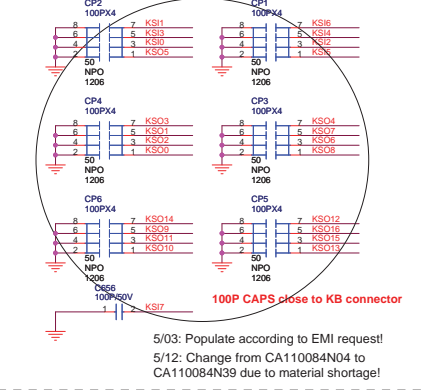 CP2
100PX4
8 7 KSI1
6 5 KSI3
4 3 KSI0
2 1 KSO5
50
NPO
1206
CP1
100PX4
8 7 KSI6
6 5 KSI4
4 3 KSI2
2 1 KSI5
50
NPO
1206
CP4
100PX4
8 7 KSO3
6 5 KSO1
4 3 KSO2
2 1 KSO0
50
NPO
1206
CP3
100PX4
8 7 KSO4
6 5 KSO7
4 3 KSO6
2 1 KSO8
50
NPO
1206
CP6
100PX4
8 7 KSO14
6 5 KSO9
4 3 KSO11
2 1 KSO10
50
NPO
1206
CP5
100PX4
8 7 KSO12
6 5 KSO16
4 3 KSO15
2 1 KSO13
50
NPO
1206
C656
100P/50V
1 2 KSI7
100P CAPS close to KB connector
5/03: Populate according to EMI request!
5/12: Change from CA110084N04 to
CA110084N39 due to material shortage!